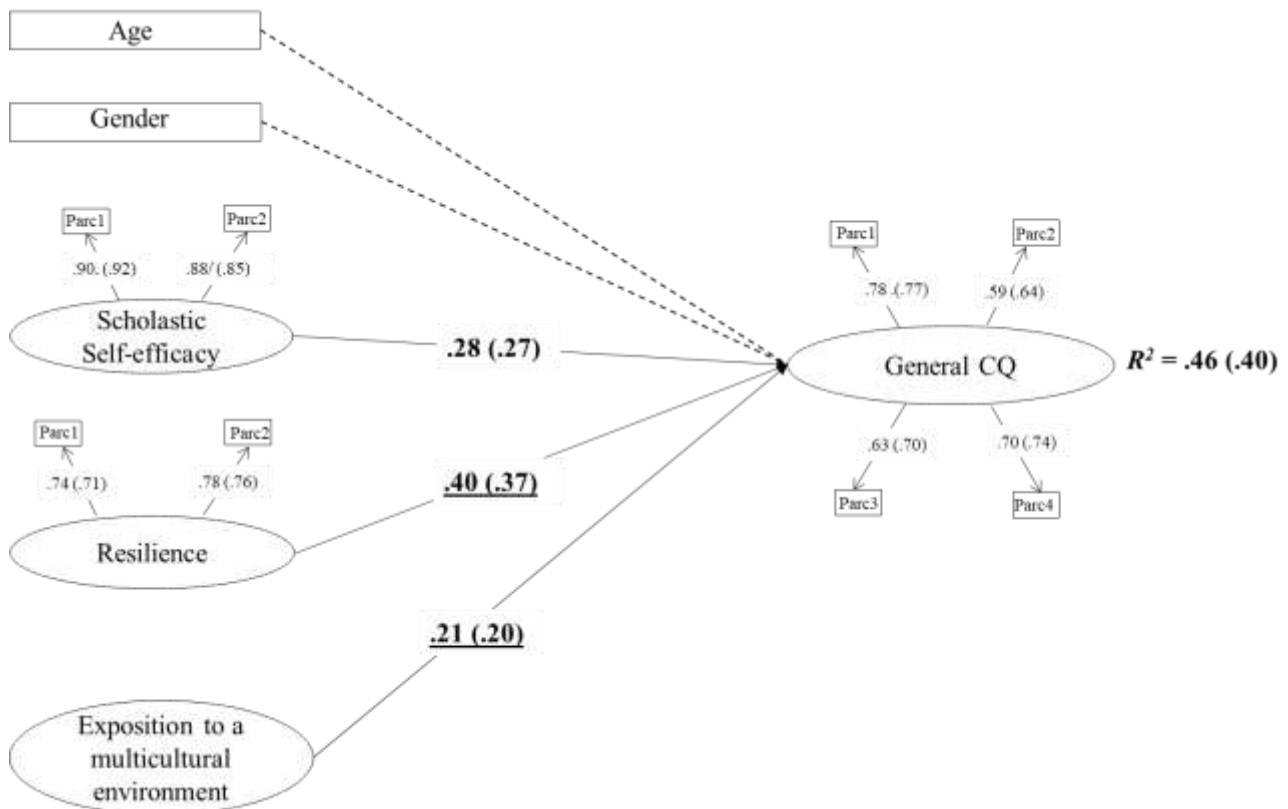 Age
Gender
Parc1
Parc2
.90. (.92)
.88/ (.85)
Scholastic
Self-efficacy
.28 (.27)
Parc1
Parc2
.74 (.71)
.78 (.76)
Resilience
.40 (.37)
.21 (.20)
Exposition to a
multicultural
environment
Parc1
Parc2
.78 .(.77)
.59 (.64)
General CQ
R² = .46 (.40)
.63 (.70)
.70 (.74)
Parc3
Parc4